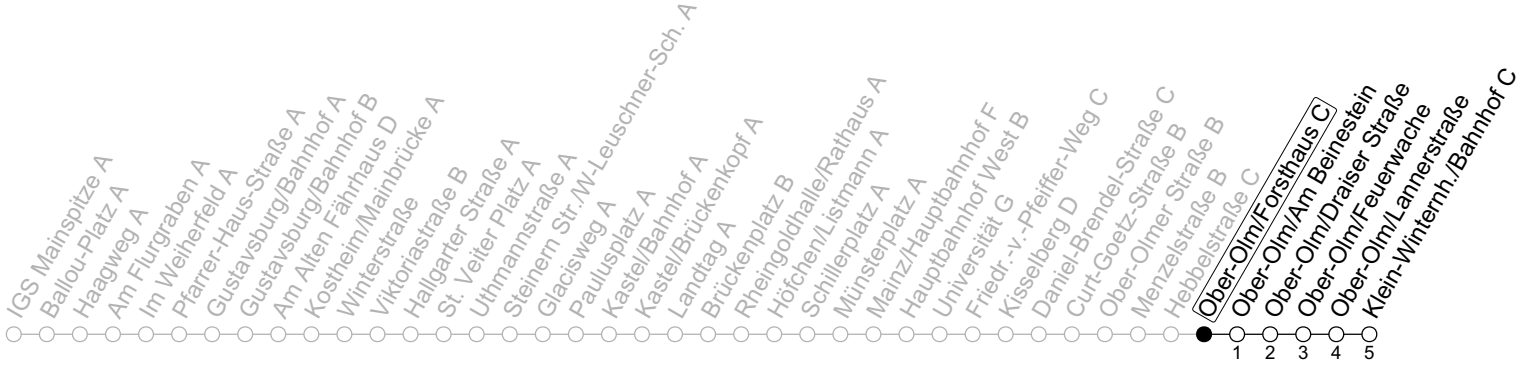 IGS Mainspitze A
Ballou-Platz A
Haagweg A
Am Flurgraben A
Im Weiherfeld A
Pfarrer-Haus-Straße A
Gustavsburg/Bahnhof A
Gustavsburg/Bahnhof B
Am Alten Fährhaus D
Kostheim/Mainbrücke A
Winterstraße
Viktoriastraße B
Hallgarter Straße A
St. Veiter Platz A
Uthmannstraße A
Steinern Str./W-Leuschner-Sch. A
Glacisweg A
Paulusplatz A
Kastel/Bahnhof A
Kastel/Brückenkopf A
Landtag A
Brückenplatz B
Rheingoldhalle/Rathaus A
Höfchen/Listmann A
Schillerplatz A
Münsterplatz A
Mainz/Hauptbahnhof F
Hauptbahnhof West B
Universität G
Friedr.-v.-Pfeiffer-Weg C
Kisselberg D
Daniel-Brendel-Straße C
Curt-Goetz-Straße B
Ober-Olmer Straße B
Menzelstraße B
Hebbelstraße C
Ober-Olm/Forsthaus C
Ober-Olm/Am Beinestein
Ober-Olm/Draiser Straße
Ober-Olm/Feuerwache
Ober-Olm/Lannerstraße
Klein-Winternh./Bahnhof C
1 2 3 4 5